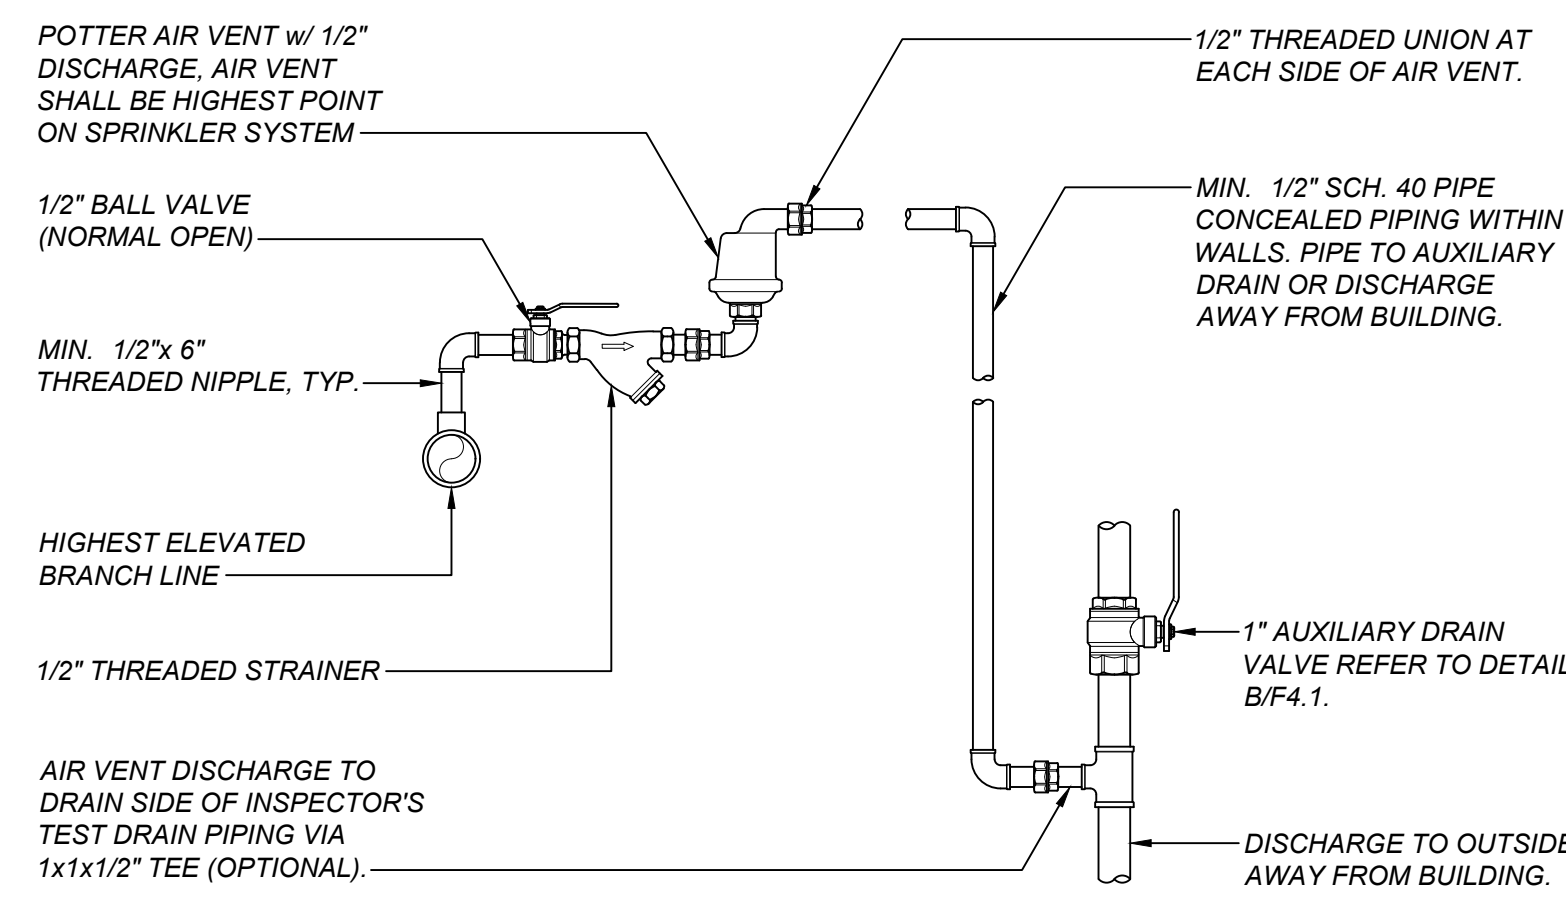 POTTER AIR VENT w/ 1/2"
DISCHARGE, AIR VENT
SHALL BE HIGHEST POINT
ON SPRINKLER SYSTEM
1/2" BALL VALVE
(NORMAL OPEN)
MIN. 1/2"x 6"
THREADED NIPPLE, TYP.
HIGHEST ELEVATED
BRANCH LINE
1/2" THREADED STRAINER
AIR VENT DISCHARGE TO
DRAIN SIDE OF INSPECTOR'S
TEST DRAIN PIPING VIA
1x1x1/2" TEE (OPTIONAL).
1/2" THREADED UNION AT
EACH SIDE OF AIR VENT.
MIN. 1/2" SCH. 40 PIPE
CONCEALED PIPING WITHIN
WALLS. PIPE TO AUXILIARY
DRAIN OR DISCHARGE
AWAY FROM BUILDING.
1" AUXILIARY DRAIN
VALVE REFER TO DETAIL
B/F4.1.
DISCHARGE TO OUTSIDE
AWAY FROM BUILDING.